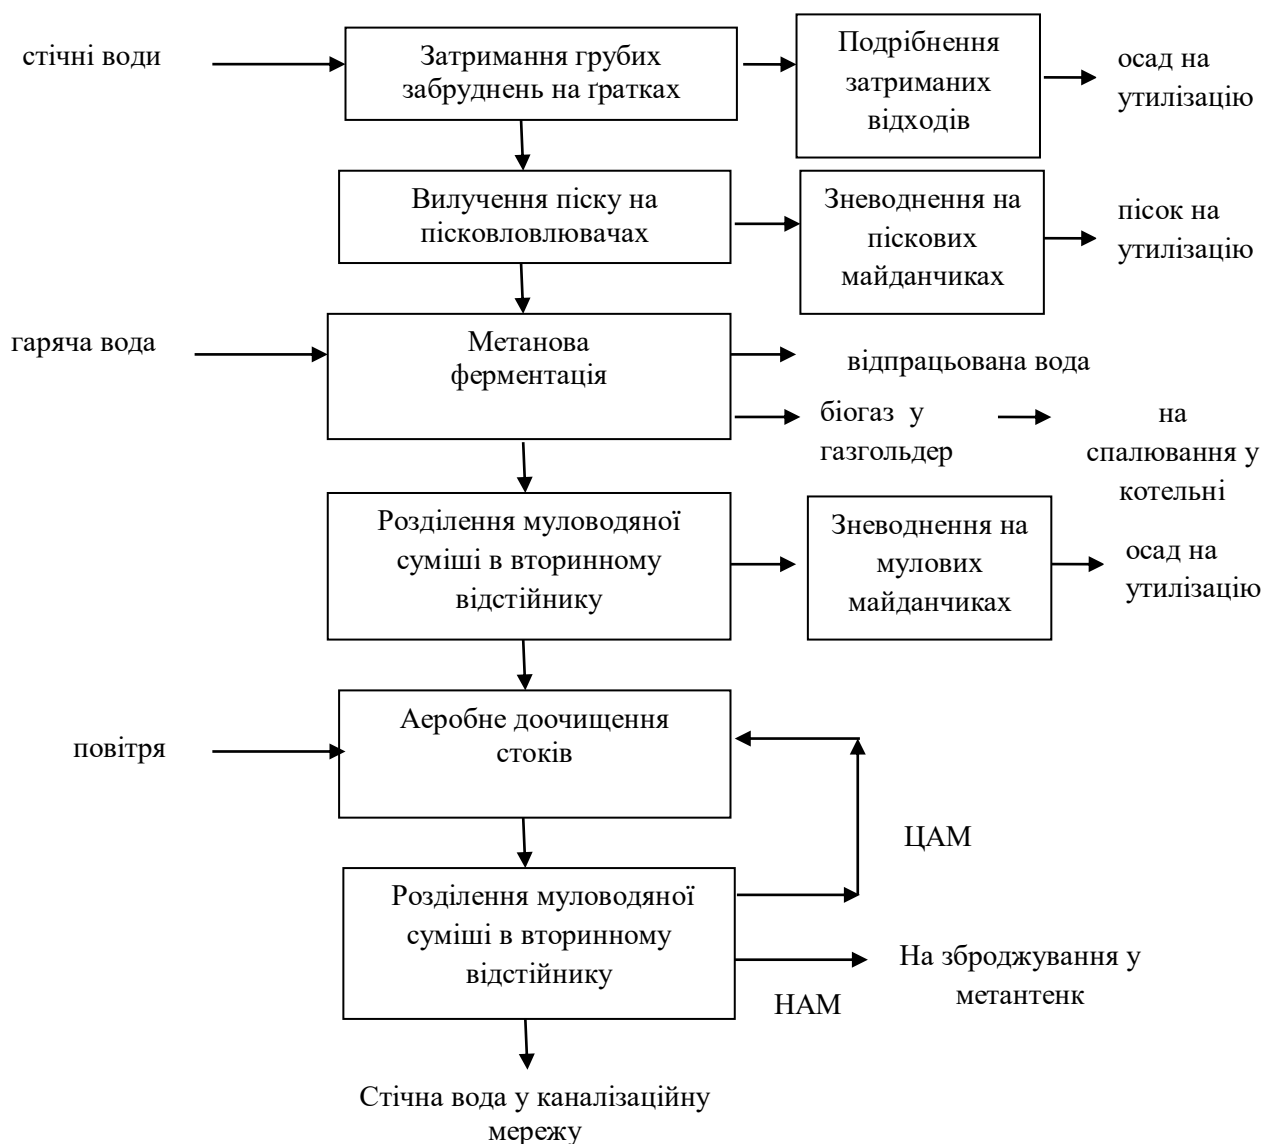 стічні води
Затримання грубих
забруднень на ґратках
Подрібнення
затриманих
відходів
осад на
утилізацію
Вилучення піску на
пісковловлювачах
Зневоднення на
піскових
майданчиках
пісок на
утилізацію
гаряча вода
Метанова
ферментація
відпрацьована вода
біогаз у
газгольдер
на
спалювання у
котельні
Розділення муловодяної
суміші в вторинному
відстійнику
Зневоднення на
мулових
майданчиках
осад на
утилізацію
повітря
Аеробне доочищення
стоків
ЦАМ
Розділення муловодяної
суміші в вторинному
відстійнику
На зброджування у
метантенк
НАМ
Стічна вода у каналізаційну
мережу